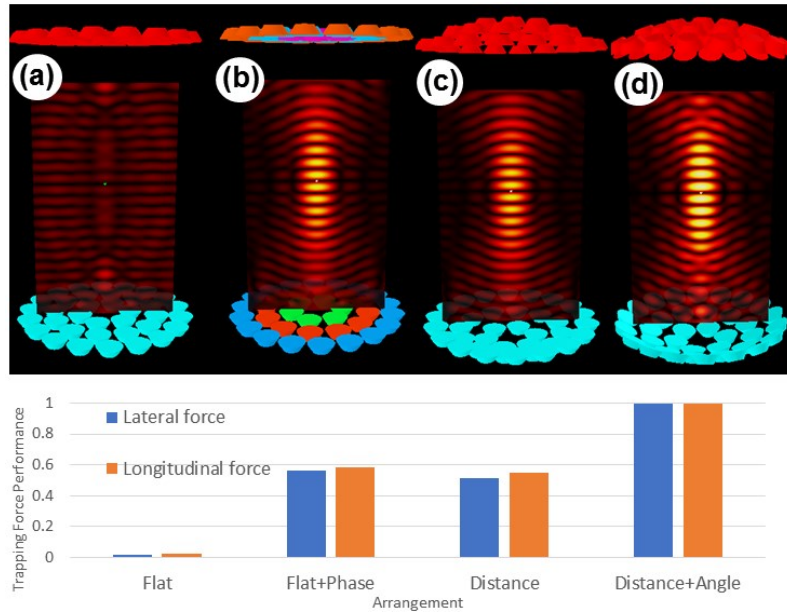 (a) (b) (c) (d)
1
Lateral force
0.8
0.6
Longitudinal force
0.4
0.2
0
Trapping Force Performance
Flat Flat+Phase Distance Distance+Angle
Arrangement